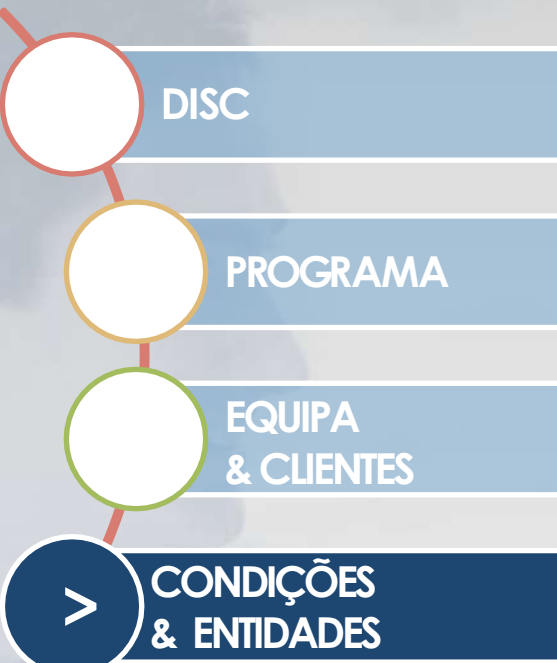 DISC
PROGRAMA
EQUIPA
& CLIENTES
>
CONDIÇÕES
& ENTIDADES